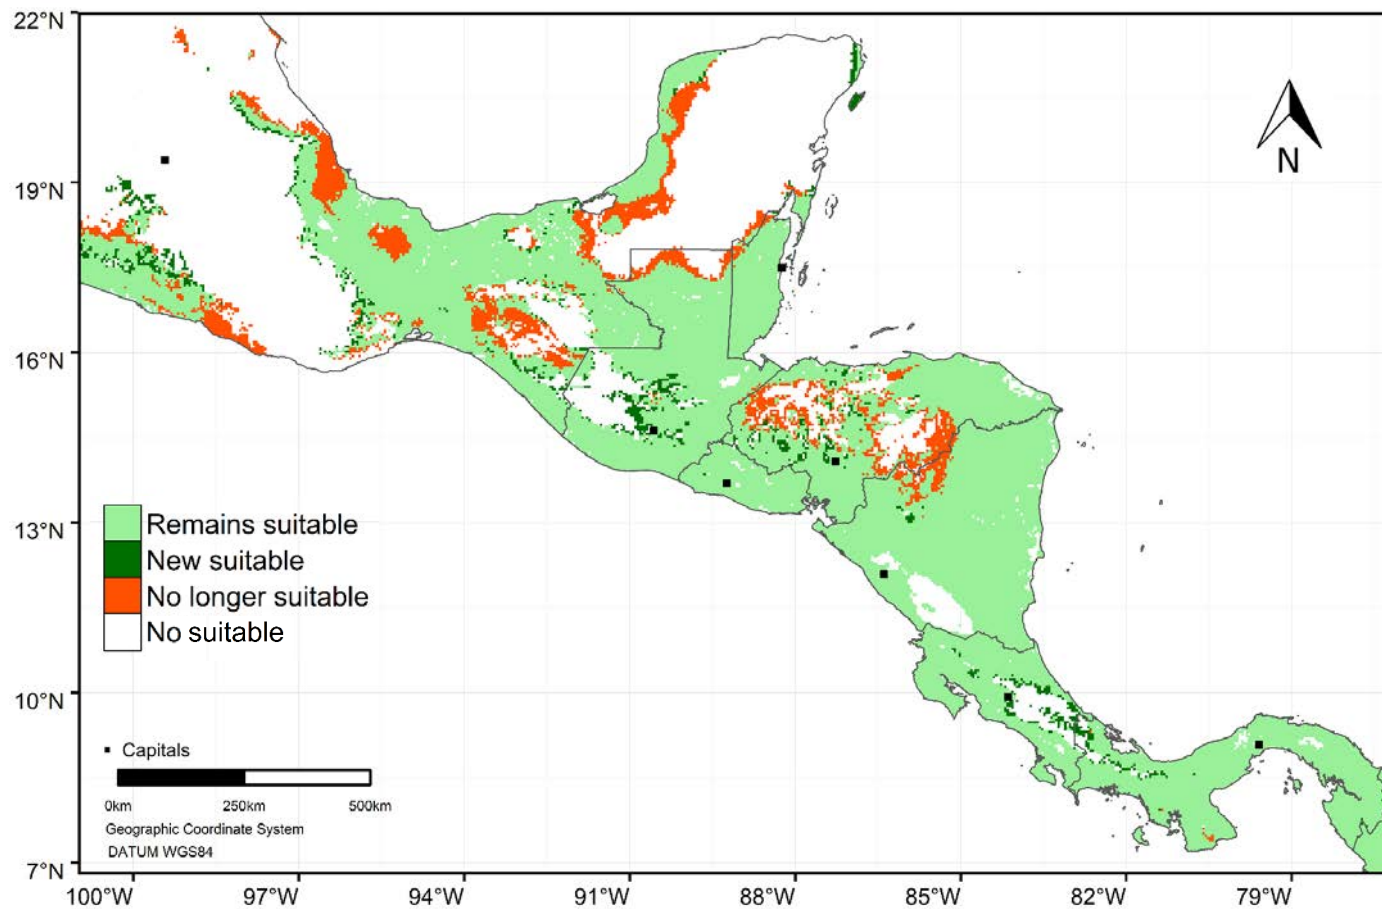 22°N
19°N
16°N
13°N
10°N
7°N
N
Remains suitable
New suitable
No longer suitable
No suitable
Capitals
0km 250km 500km
Geographic Coordinate System
DATUM WGS84
100°W 97°W 94°W 91°W 88°W 85°W 82°W 79°W